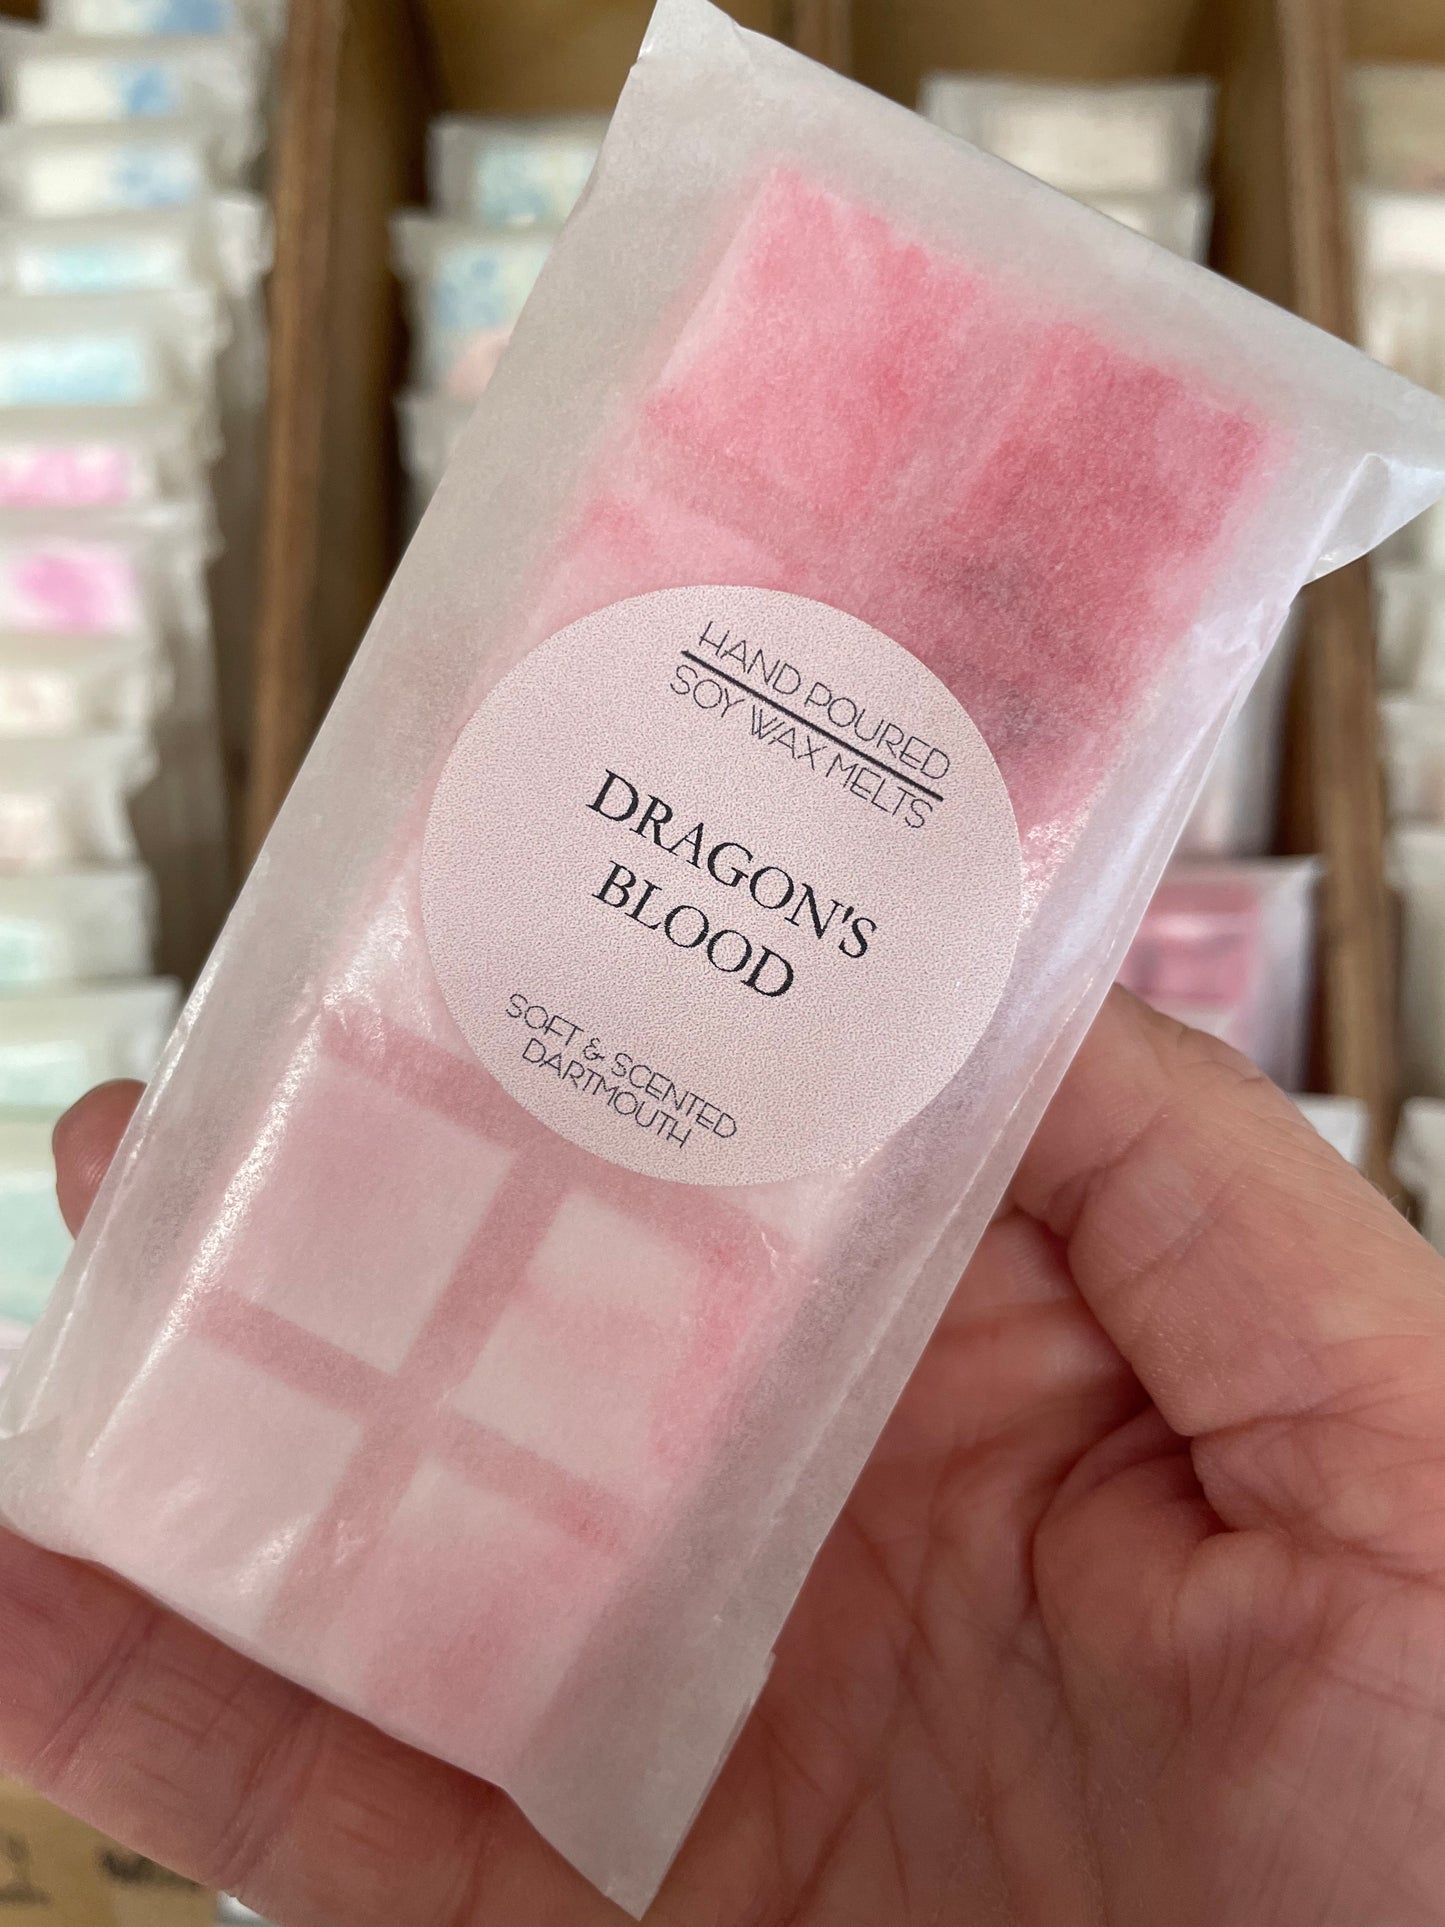 HAND POURED
SOY WAX MELTS
DRAGON'S
BLOOD
SOFT & SCENTED
DARTMOUTH